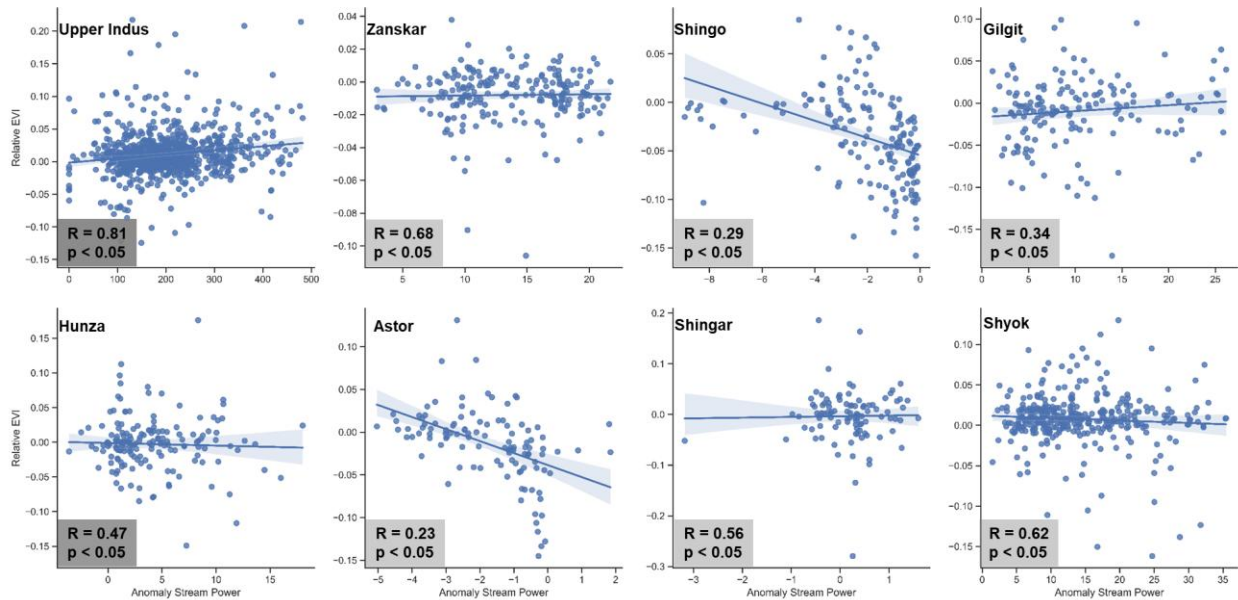 Upper Indus
Relative EVI
0.20
0.15
0.10
0.05
0.00
−0.05
−0.10
−0.15
R = 0.81
p < 0.05
0 100 200 300 400 500
Zanskar
0.04
0.02
−0.00
−0.02
−0.04
−0.06
−0.08
−0.10
R = 0.68
p < 0.05
5 10 15 20
Shingo
0.05
−0.00
−0.05
−0.10
−0.15
R = 0.29
p < 0.05
−8 −6 −4 −2 0
Gilgit
0.10
0.05
−0.00
−0.05
−0.10
−0.15
R = 0.34
p < 0.05
0 5 10 15 20 25
Hunza
Relative EVI
0.15
0.10
0.05
−0.00
−0.05
−0.10
−0.15
R = 0.47
p < 0.05
0 5 10 15
Anomaly Stream Power
Astor
0.10
0.05
0.00
−0.05
−0.10
−0.15
R = 0.23
p < 0.05
−5 −4 −3 −2 −1 0 1 2
Anomaly Stream Power
Shingar
0.2
0.1
−0.0
−0.1
−0.2
−0.3
R = 0.56
p < 0.05
−3 −2 −1 0 1
Anomaly Stream Power
Shyok
0.10
0.05
0.00
−0.05
−0.10
−0.15
R = 0.62
p < 0.05
0 5 10 15 20 25 30 35
Anomaly Stream Power